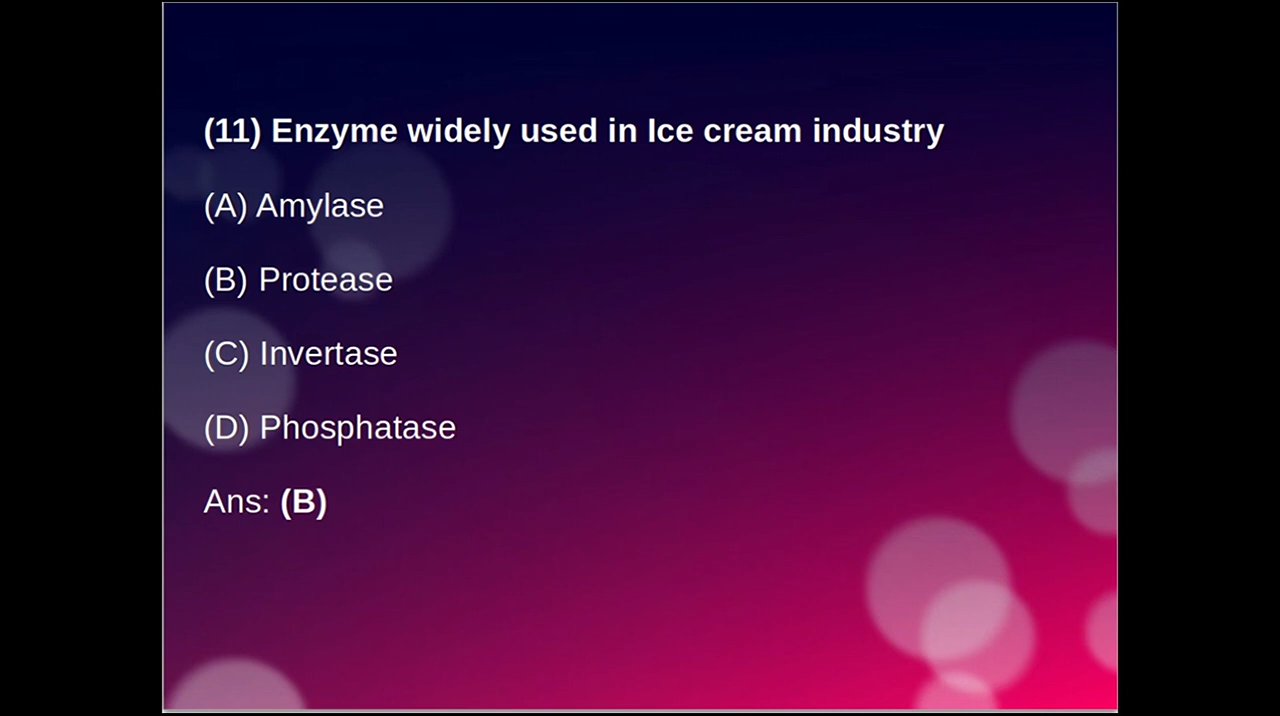 (11) Enzyme widely used in Ice cream industry
(A) Amylase
(B) Protease
(C) Invertase
(D) Phosphatase
Ans: (B)